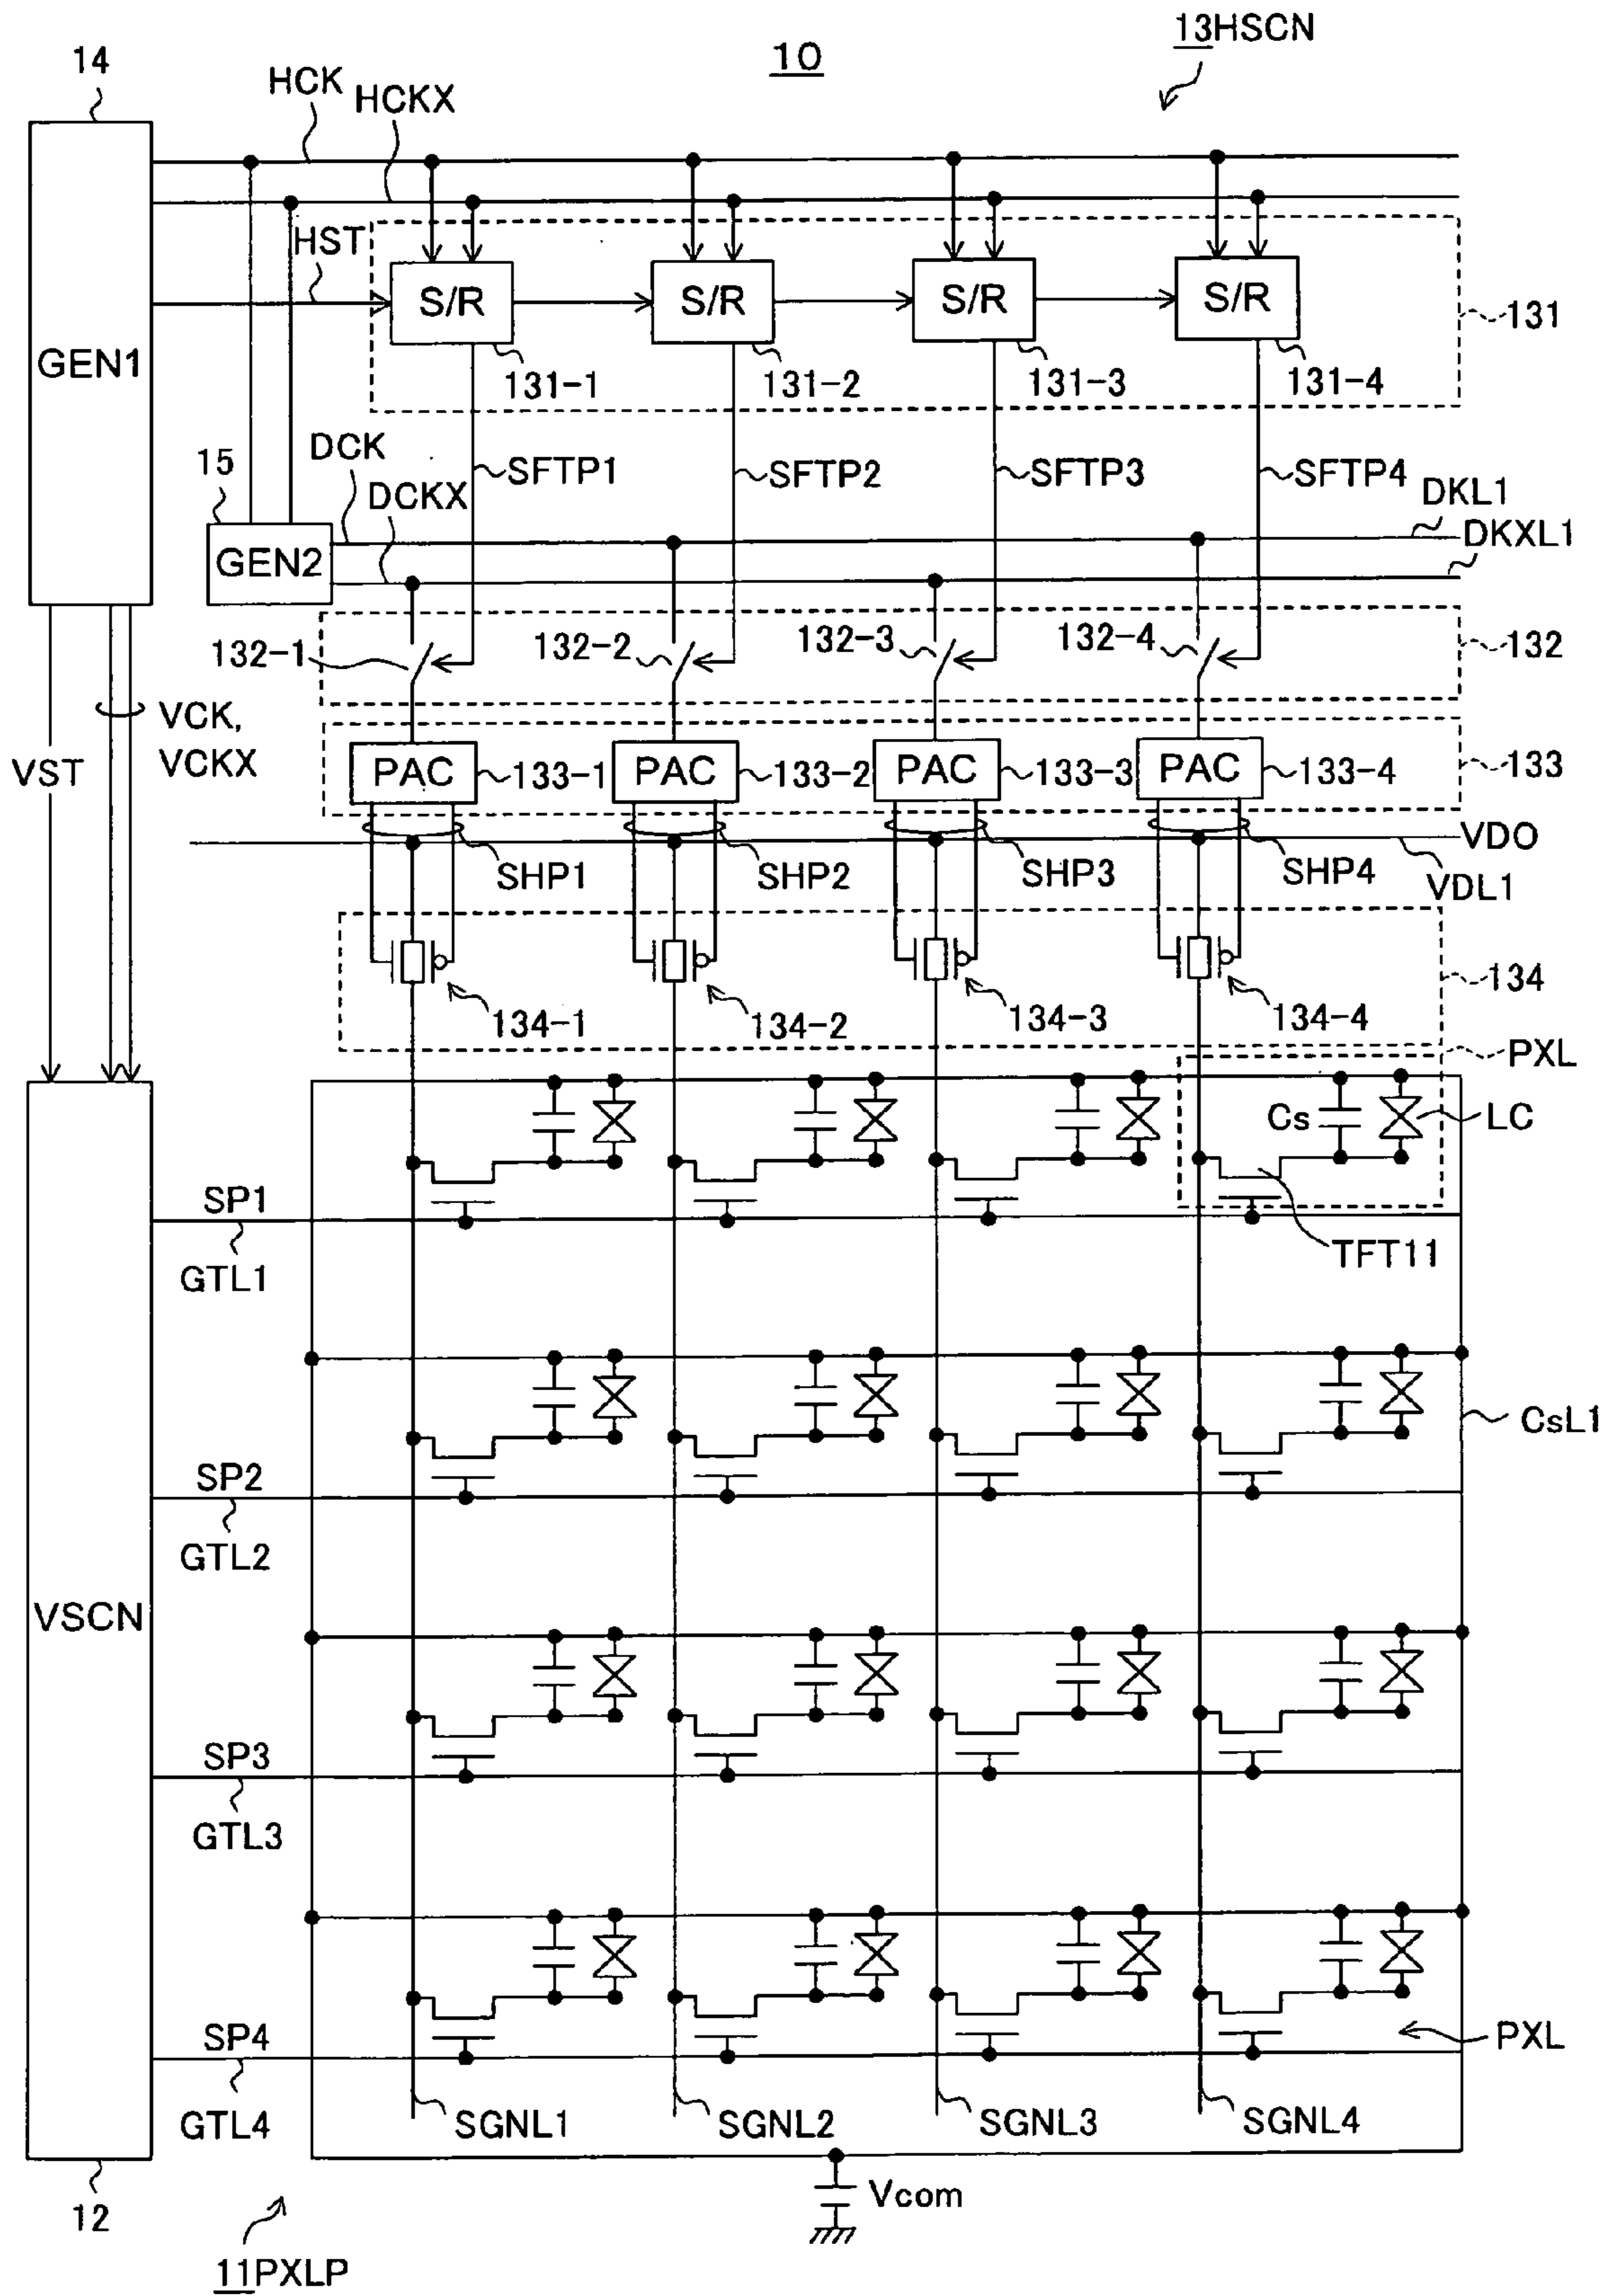 13HSCN
10
14
HCK
HCKX
HST
GEN1
S/R
S/R
S/R
S/R
131
131-1
131-2
131-3
131-4
DCK
15
DCKX
SFTP1
SFTP2
SFTP3
SFTP4
DKL1
DKXL1
GEN2
132-1
132-2
132-3
132-4
132
VCK,
VCKX
VST
PAC
133-1
PAC
133-2
PAC
133-3
PAC
133-4
133
VDO
SHP1
SHP2
SHP3
SHP4
VDL1
134
134-1
134-2
134-3
134-4
PXL
Cs
LC
SP1
GTL1
TFT11
CsL1
SP2
GTL2
VSCN
SP3
GTL3
SP4
PXL
GTL4
SGNL1
SGNL2
SGNL3
SGNL4
Vcom
12
11PXLP